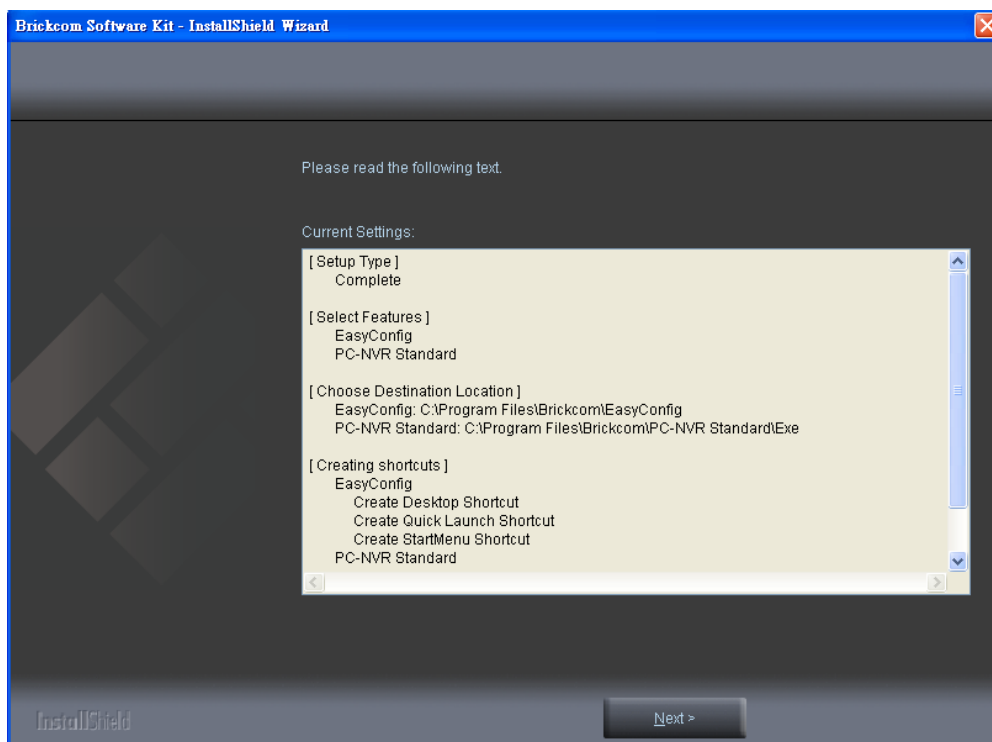 Brickcom Software Kit - InstallShield Wizard
Please read the following text.
Current Settings:
[ Setup Type ]
Complete
[ Select Features ]
EasyConfig
PC-NVR Standard
[ Choose Destination Location ]
EasyConfig: C:\Program Files\Brickcom\EasyConfig
PC-NVR Standard: C:\Program Files\Brickcom\PC-NVR Standard\Exe
[ Creating shortcuts ]
EasyConfig
Create Desktop Shortcut
Create Quick Launch Shortcut
Create StartMenu Shortcut
PC-NVR Standard
InstallShield
Next >